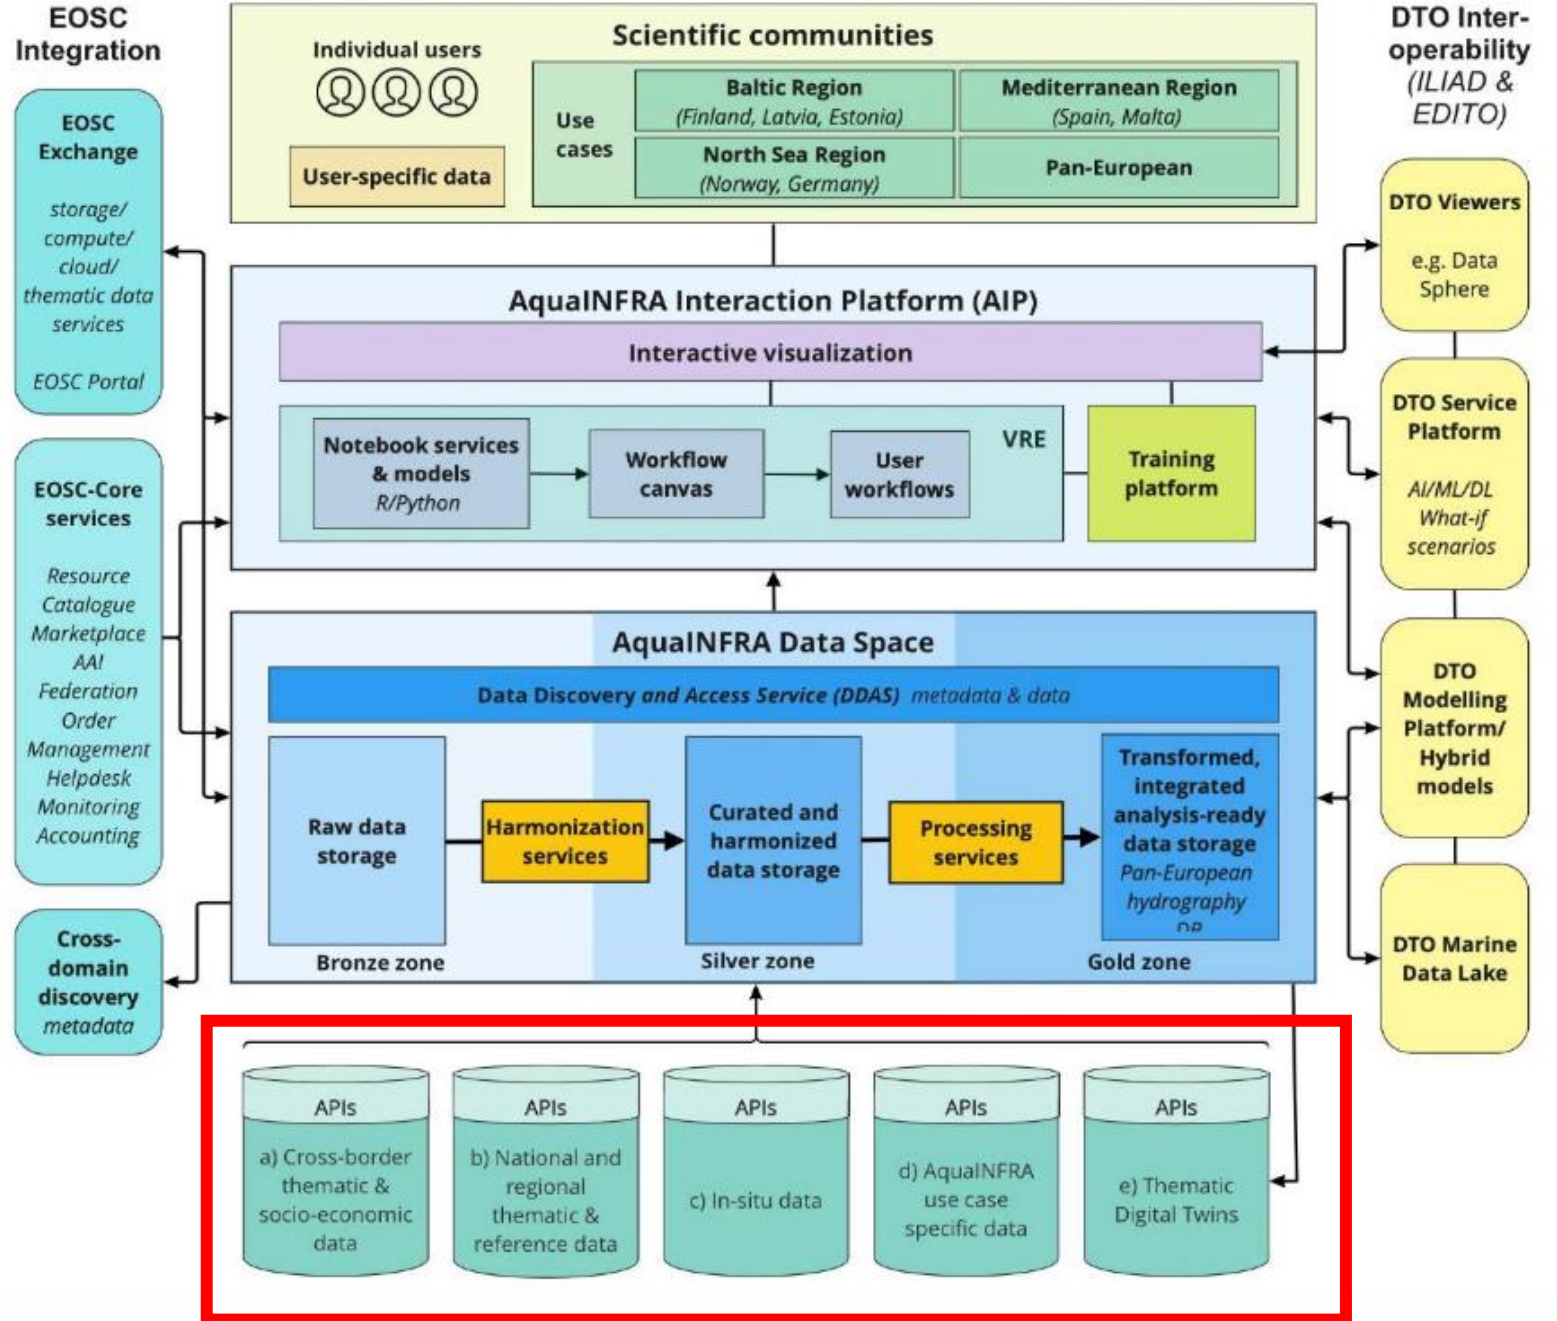 EOSC
Integration
EOSC
Exchange
storage/
compute/
cloud/
thematic data
services
EOSC Portal
EOSC-Core
services
Resource
Catalogue
Marketplace
AAI
Federation
Order
Management
Helpdesk
Monitoring
Accounting
Cross-
domain
discovery
metadata
Scientific communities
Individual users
User-specific data
Use
cases
Baltic Region
(Finland, Latvia, Estonia)
Mediterranean Region
(Spain, Malta)
North Sea Region
(Norway, Germany)
Pan-European
AquaINFRA Interaction Platform (AIP)
Interactive visualization
Notebook services
& models
R/Python
Workflow
canvas
User
workflows
VRE
Training
platform
AquaINFRA Data Space
Data Discovery and Access Service (DDAS) metadata & data
Raw data
storage
Harmonization
services
Curated and
harmonized
data storage
Processing
services
Transformed,
integrated
analysis-ready
data storage
Pan-European
hydrography
DB
Bronze zone
Silver zone
Gold zone
APIs
a) Cross-border
thematic &
socio-economic
data
APIs
b) National and
regional
thematic &
reference data
APIs
c) In-situ data
APIs
d) AquaINFRA
use case
specific data
APIs
e) Thematic
Digital Twins
DTO Inter-
operability
(ILIAD &
EDITO)
DTO Viewers
e.g. Data
Sphere
DTO Service
Platform
AI/ML/DL
What-if
scenarios
DTO
Modelling
Platform/
Hybrid
models
DTO Marine
Data Lake